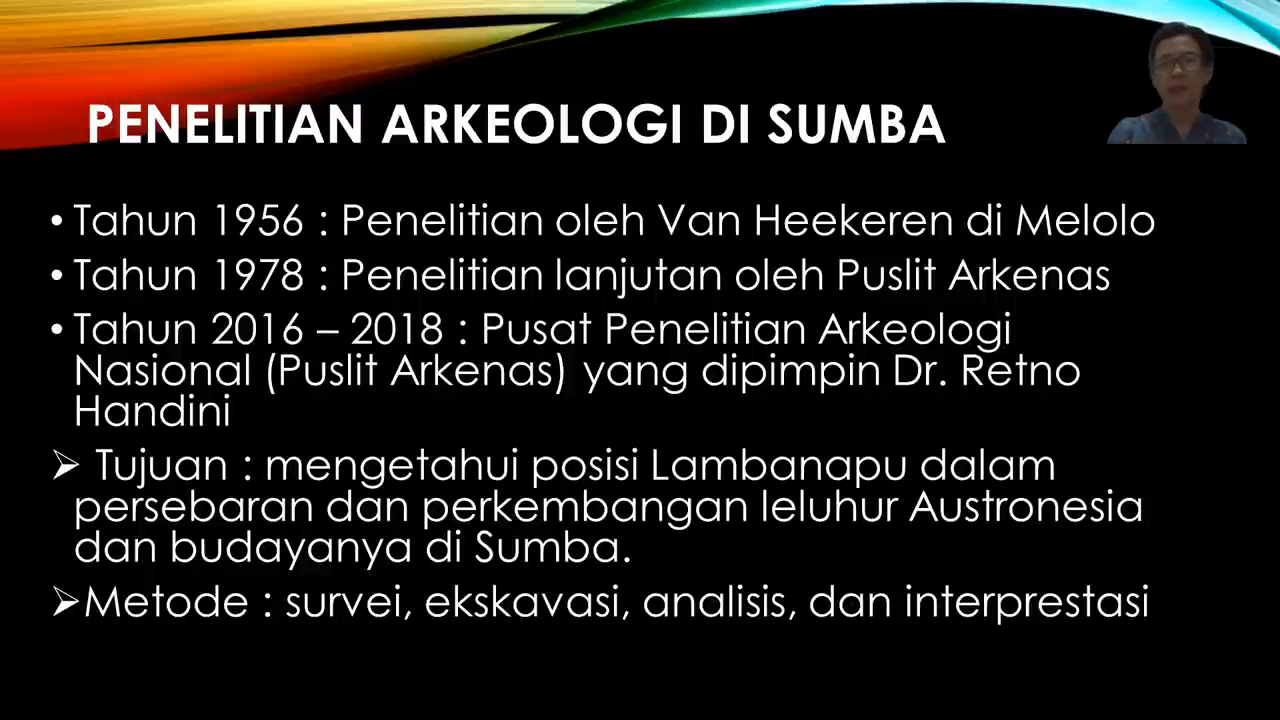 PENELITIAN ARKEOLOGI DI SUMBA
• Tahun 1956 : Penelitian oleh Van Heekeren di Melolo
• Tahun 1978 : Penelitian lanjutan oleh Puslit Arkenas
• Tahun 2016 – 2018 : Pusat Penelitian Arkeologi
Nasional (Puslit Arkenas) yang dipimpin Dr. Retno
Handini
➢ Tujuan : mengetahui posisi Lambanapu dalam
persebaran dan perkembangan leluhur Austronesia
dan budayanya di Sumba.
➢Metode : survei, ekskavasi, analisis, dan interprestasi